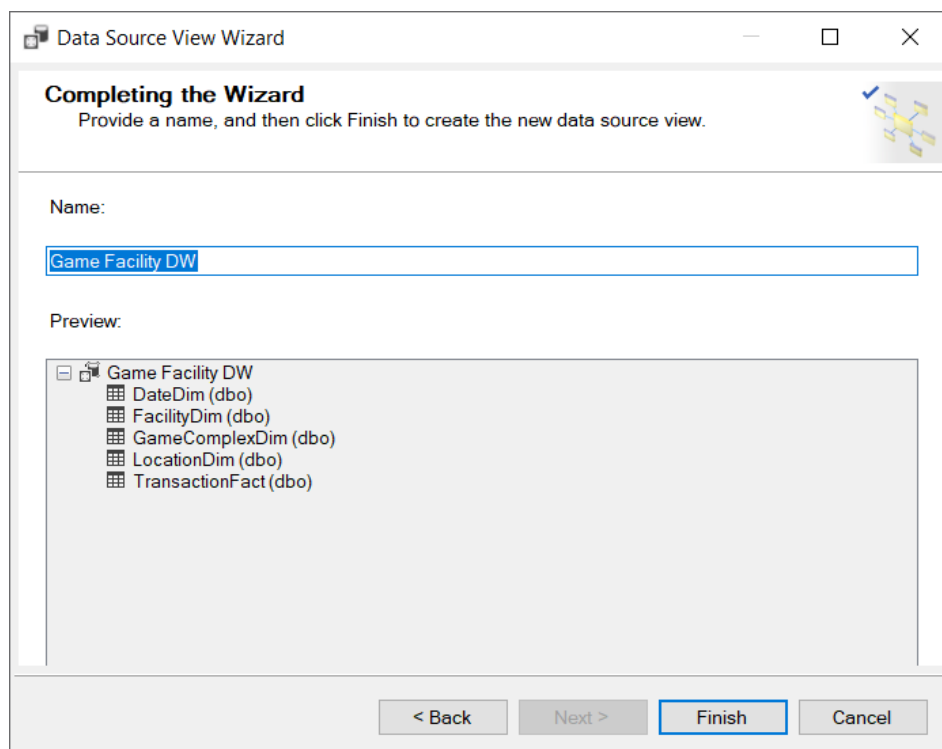 Data Source View Wizard
Completing the Wizard
Provide a name, and then click Finish to create the new data source view.
Name:
Game Facility DW
Preview:
Game Facility DW
DateDim (dbo)
FacilityDim (dbo)
GameComplexDim (dbo)
LocationDim (dbo)
TransactionFact (dbo)
< Back Next > Finish Cancel